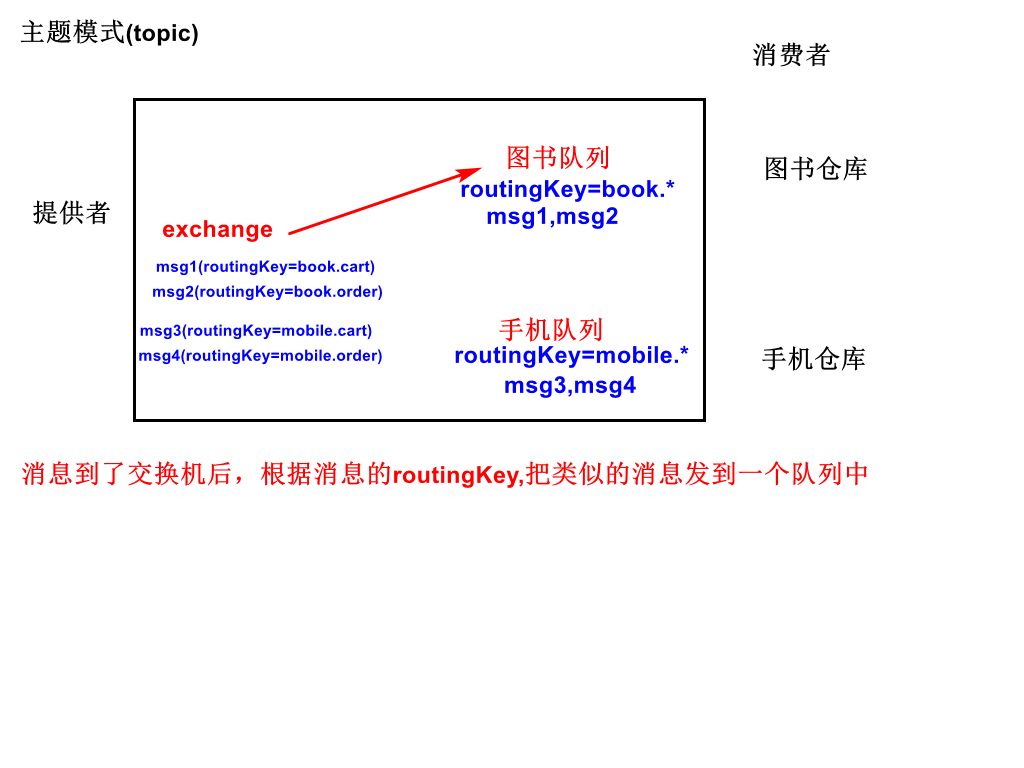 主题模式(topic)
消费者
提供者
exchange
msg1(routingKey=book.cart)
msg2(routingKey=book.order)
msg3(routingKey=mobile.cart)
msg4(routingKey=mobile.order)
图书队列
routingKey=book.*
msg1,msg2
手机队列
routingKey=mobile.*
msg3,msg4
图书仓库
手机仓库
消息到了交换机后，根据消息的routingKey,把类似的消息发到一个队列中